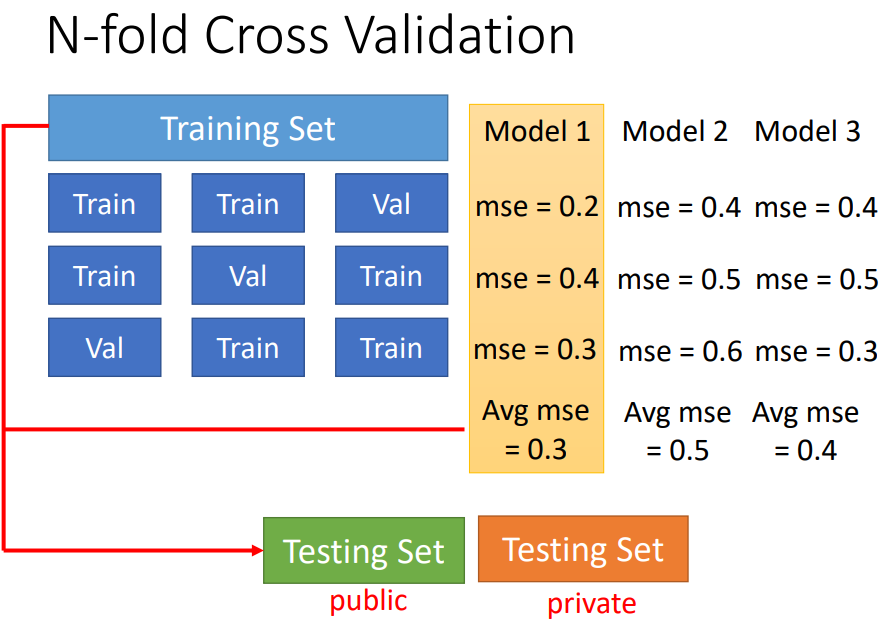 N-fold Cross Validation
Training Set
Model 1 Model 2 Model 3
Train Train Val
mse = 0.2 mse = 0.4 mse = 0.4
Train Val Train
mse = 0.4 mse = 0.5 mse = 0.5
Val Train Train
mse = 0.3 mse = 0.6 mse = 0.3
Avg mse Avg mse Avg mse
= 0.3 = 0.5 = 0.4
Testing Set Testing Set
public private